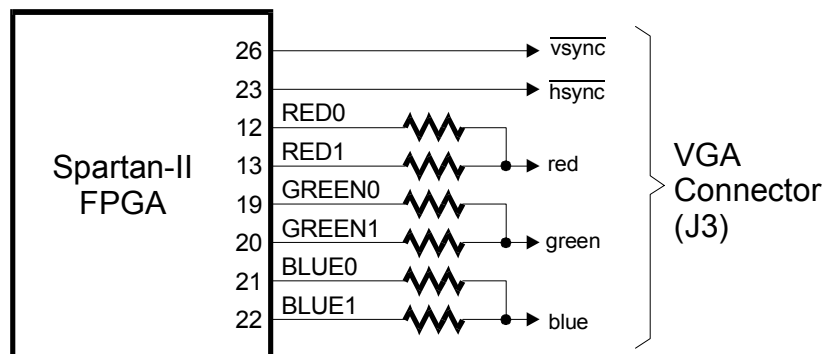 Spartan-II
FPGA
26
vsync
23
hsync
12
RED0
13
RED1
red
19
GREEN0
20
GREEN1
green
21
BLUE0
22
BLUE1
blue
VGA
Connector
(J3)